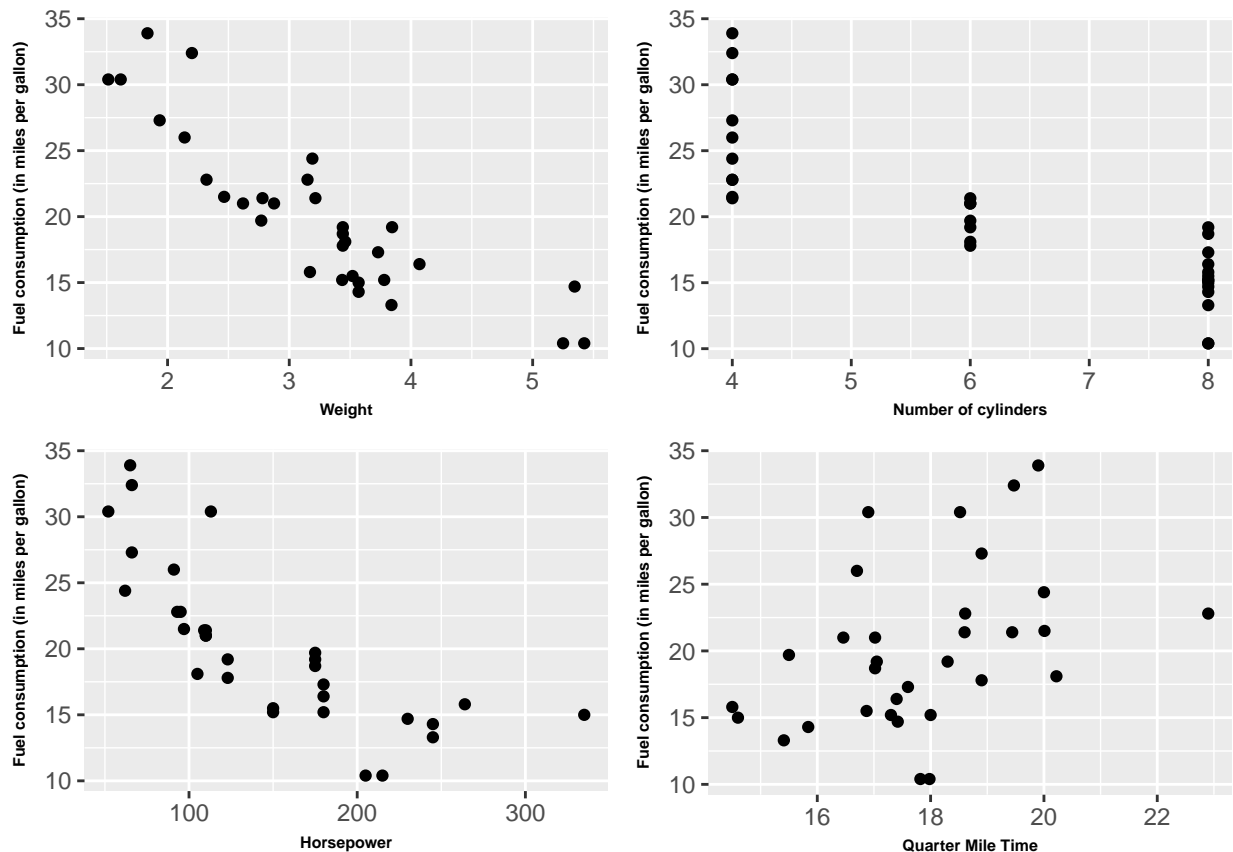 Fuel consumption (in miles per gallon)
35
30
25
20
15
10
2 3 4 5
Weight
Fuel consumption (in miles per gallon)
35
30
25
20
15
10
4 5 6 7 8
Number of cylinders
Fuel consumption (in miles per gallon)
35
30
25
20
15
10
100 200 300
Horsepower
Fuel consumption (in miles per gallon)
35
30
25
20
15
10
16 18 20 22
Quarter Mile Time